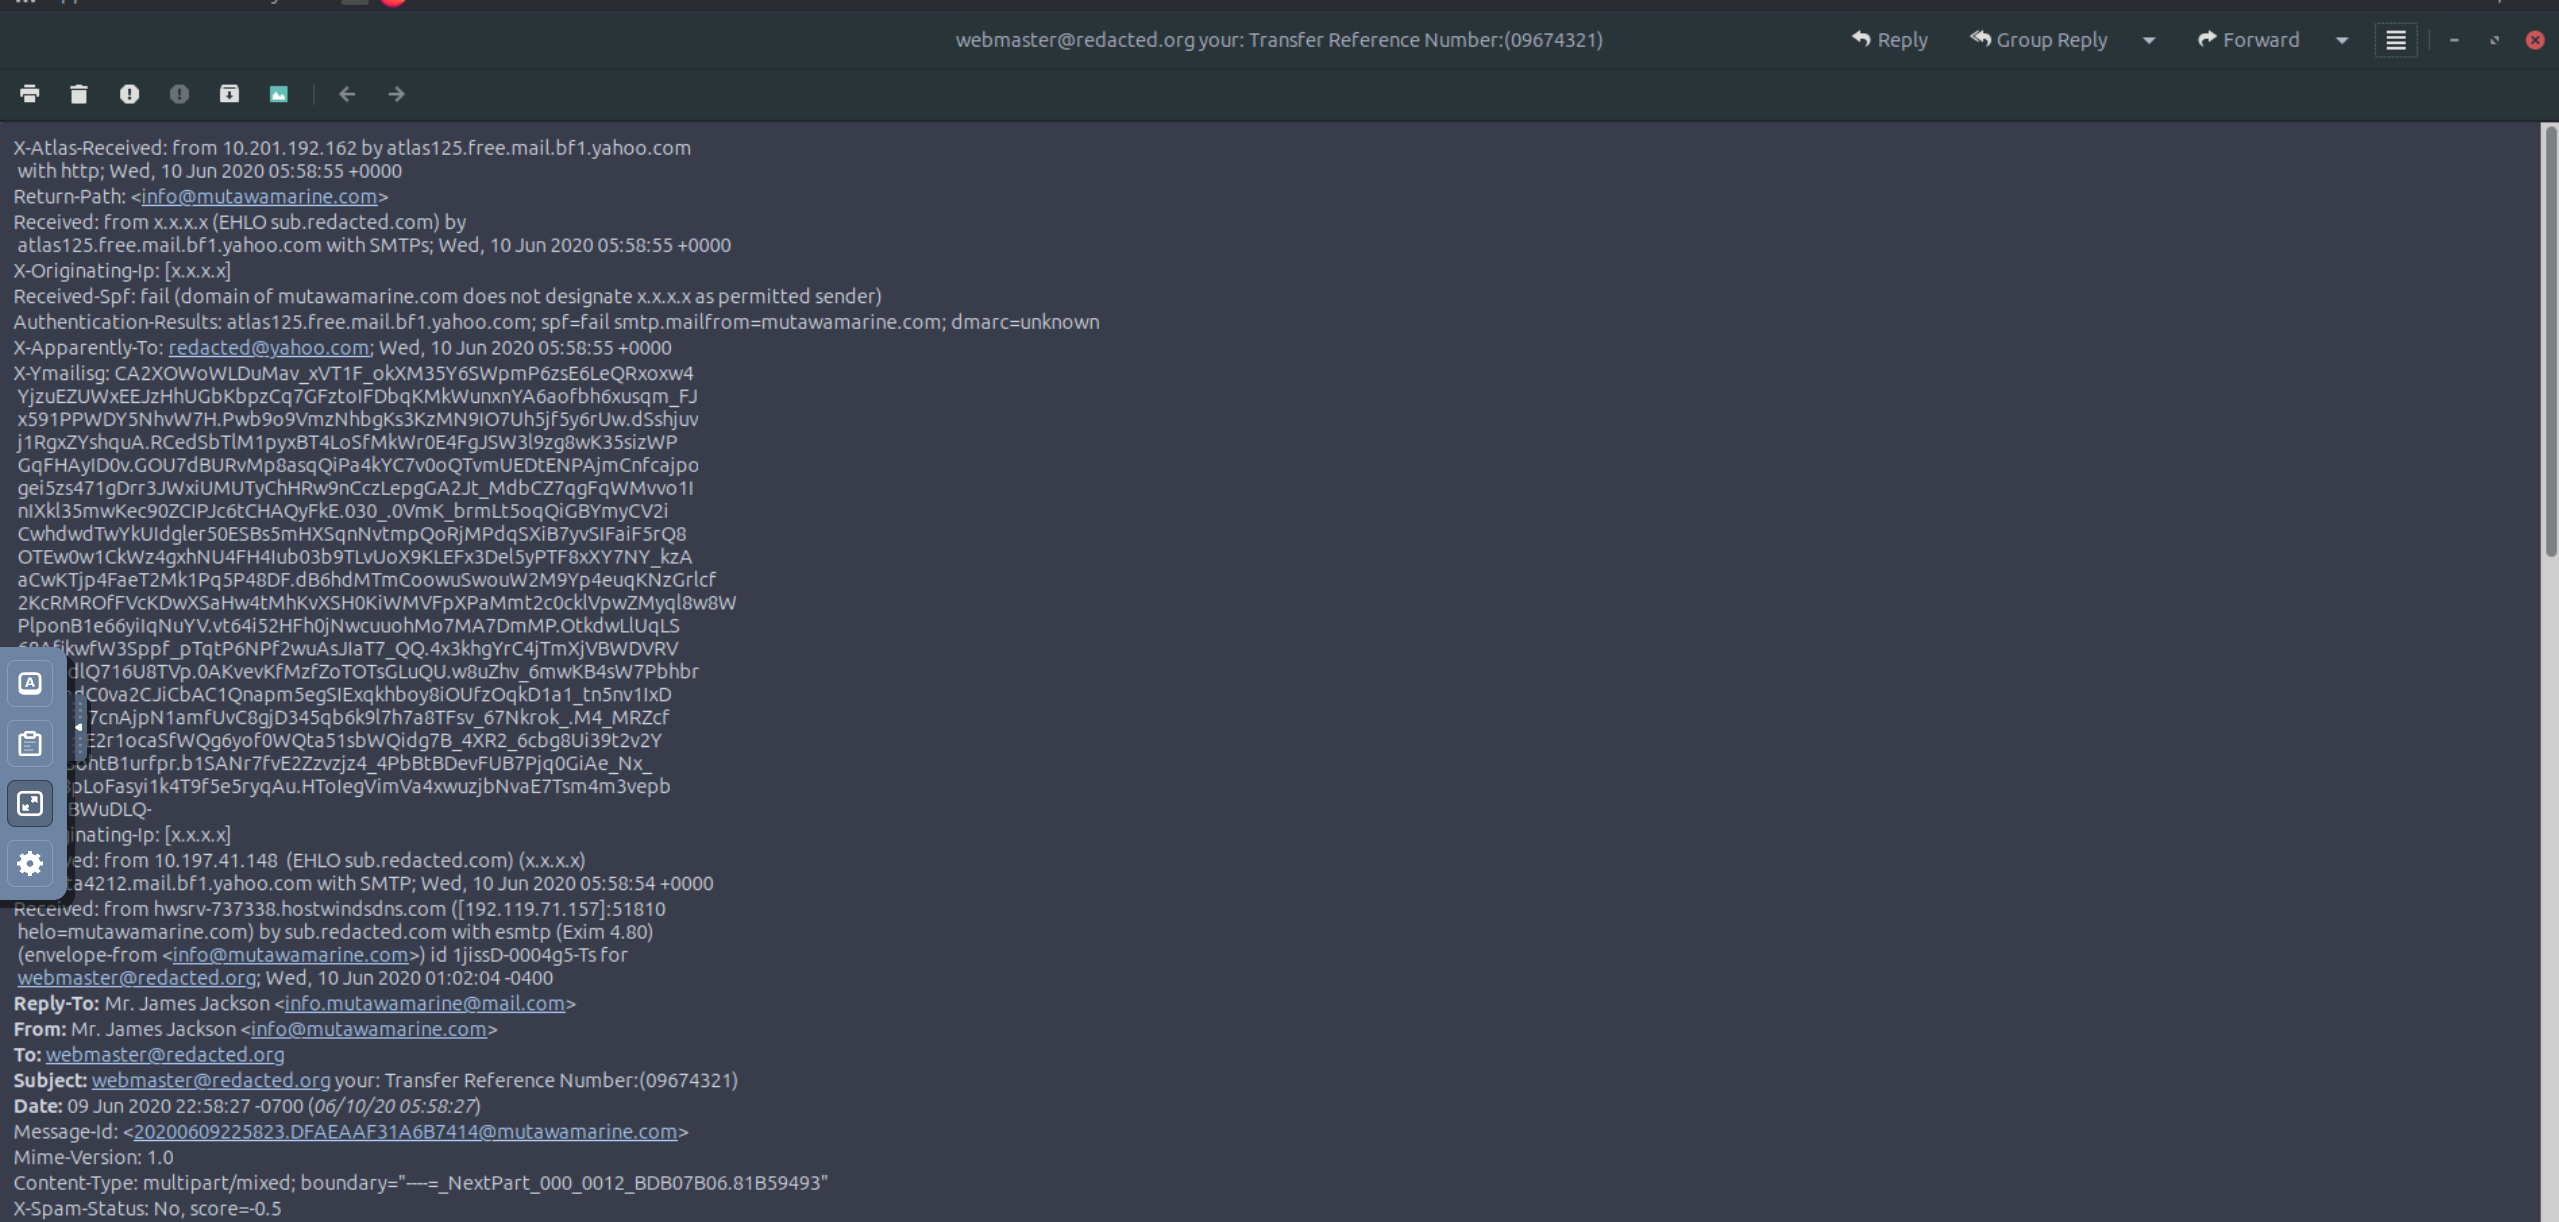 webmaster@redacted.org your: Transfer Reference Number:(09674321)
Reply
Group Reply
Forward
X-Atlas-Received: from 10.201.192.162 by atlas125.free.mail.bf1.yahoo.com
with http; Wed, 10 Jun 2020 05:58:55 +0000
Return-Path: <info@mutawamarine.com>
Received: from x.x.x.x (EHLO sub.redacted.com) by
atlas125.free.mail.bf1.yahoo.com with SMTPs; Wed, 10 Jun 2020 05:58:55 +0000
X-Originating-Ip: [x.x.x.x]
Received-Spf: fail (domain of mutawamarine.com does not designate x.x.x.x as permitted sender)
Authentication-Results: atlas125.free.mail.bf1.yahoo.com; spf=fail smtp.mailfrom=mutawamarine.com; dmarc=unknown
X-Apparently-To: redacted@yahoo.com; Wed, 10 Jun 2020 05:58:55 +0000
X-Ymailisg: CA2XOWoWLDuMav_xVT1F_okXM35Y6SWpmP6zsE6LeQRxoxw4
YjzuEZUWxEEJzHhUGbKbpzCq7GFztoIFDbqKMkWunxnYA6aofbh6xusqm_FJ
x591PPWDY5NhvW7H.Pwb9o9VmzNhbgKs3KzMN9IO7Uh5jf5y6rUw.dSshjuv
j1RgxZYshquA.RCedSbTlM1pyxBT4LoSfMkWr0E4FgJSW3l9zg8wK35sizWP
GqFHAyID0v.GOU7dBURvMp8asqQiPa4kYC7v0oQTvmUEDtENPAjmCnfcajpo
gei5zs471gDrr3JWxiUMUTyChHRw9nCczLepgGA2Jt_MdbCZ7qgFqWMvvo1I
nIXkl35mwKec90ZCIPJc6tCHAQyFkE.030_.0VmK_brmLt5oqQiGBYmyCV2i
CwhdwdTwYkUIdgler50ESBs5mHXSqnNvtmpQoRjMPdqSXiB7yvSIFaiF5rQ8
OTEw0w1CkWz4gxhNU4FH4Iub03b9TLvUoX9KLEFx3Del5yPTF8xXY7NY_kzA
aCwKTjp4FaeT2Mk1Pq5P48DF.dB6hdMTmCoowuSwouW2M9Yp4euqKNzGrlcf
2KcRMROfFVcKDwXSaHw4tMhKvXSH0KiWMVFpXPaMmt2c0cklVpwZMyql8w8W
PlponB1e66yiIqNuYV.vt64i52HFh0jNwcuuohMo7MA7DmMP.OtkdwLlUqLS
kwfW3Sppf_pTqtP6NPf2wuAsJIaT7_QQ.4x3khgYrC4jTmXjVBWDVRV
dlQ716U8TVp.0AKvevKfMzfZoTOTsGLuQU.w8uZhv_6mwKB4sW7Pbhbr
dC0va2CJiCbAC1Qnapm5egSIExqkhboy8iOUfzOqkD1a1_tn5nv1IxD
7cnAjpN1amfUvC8gjD345qb6k9l7h7a8TFsv_67Nkrok_.M4_MRZcf
E2r1ocaSfWQg6yof0WQta51sbWQidg7B_4XR2_6cbg8Ui39t2v2Y
ohtB1urfpr.b1SANr7fvE2Zzvzjz4_4PbBtBDevFUB7Pjq0GiAe_Nx_
pLoFasyi1k4T9f5e5ryqAu.HToIegVimVa4xwuzjbNvaE7Tsm4m3vepb
BWuDLQ-
inating-Ip: [x.x.x.x]
ed: from 10.197.41.148 (EHLO sub.redacted.com) (x.x.x.x)
ta4212.mail.bf1.yahoo.com with SMTP; Wed, 10 Jun 2020 05:58:54 +0000
Received: from hwsrv-737338.hostwindsdns.com ([192.119.71.157]:51810
helo=mutawamarine.com) by sub.redacted.com with esmtp (Exim 4.80)
(envelope-from <info@mutawamarine.com>) id 1jissD-0004g5-Ts for
webmaster@redacted.org; Wed, 10 Jun 2020 01:02:04 -0400
Reply-To: Mr. James Jackson <info.mutawamarine@mail.com>
From: Mr. James Jackson <info@mutawamarine.com>
To: webmaster@redacted.org
Subject: webmaster@redacted.org your: Transfer Reference Number:(09674321)
Date: 09 Jun 2020 22:58:27 -0700 (06/10/20 05:58:27)
Message-Id: <20200609225823.DFAEAAF31A6B7414@mutawamarine.com>
Mime-Version: 1.0
Content-Type: multipart/mixed; boundary="----=_NextPart_000_0012_BDB07B06.81B59493"
X-Spam-Status: No, score=-0.5